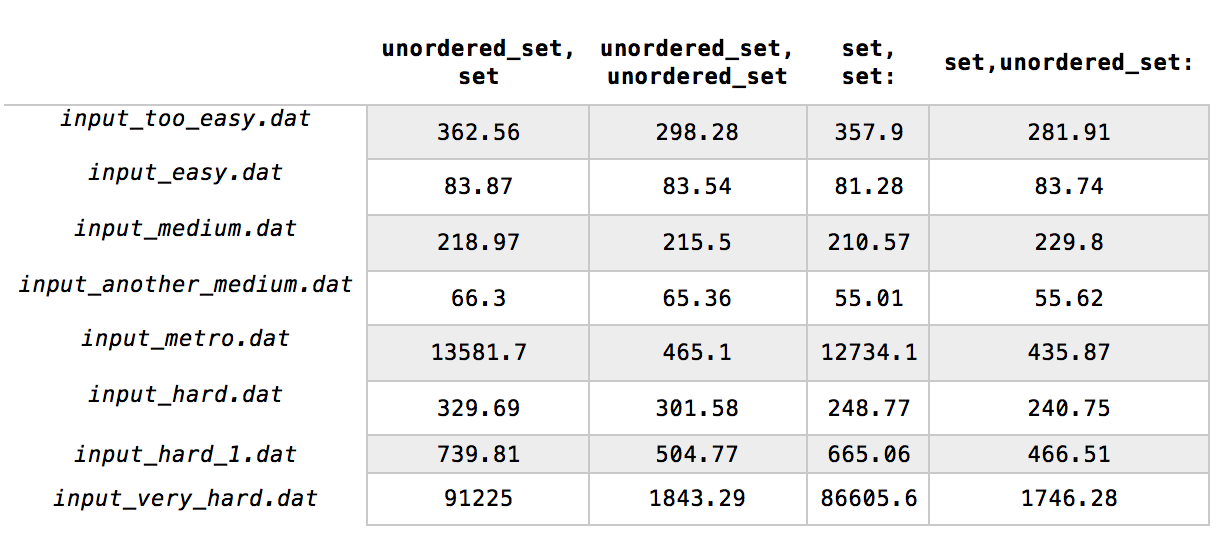 unordered_set, set unordered_set, unordered_set set, set: set,unordered_set:
input_too_easy.dat 362.56 298.28 357.9 281.91
input_easy.dat 83.87 83.54 81.28 83.74
input_medium.dat 218.97 215.5 210.57 229.8
input_another_medium.dat 66.3 65.36 55.01 55.62
input_metro.dat 13581.7 465.1 12734.1 435.87
input_hard.dat 329.69 301.58 248.77 240.75
input_hard_1.dat 739.81 504.77 665.06 466.51
input_very_hard.dat 91225 1843.29 86605.6 1746.28